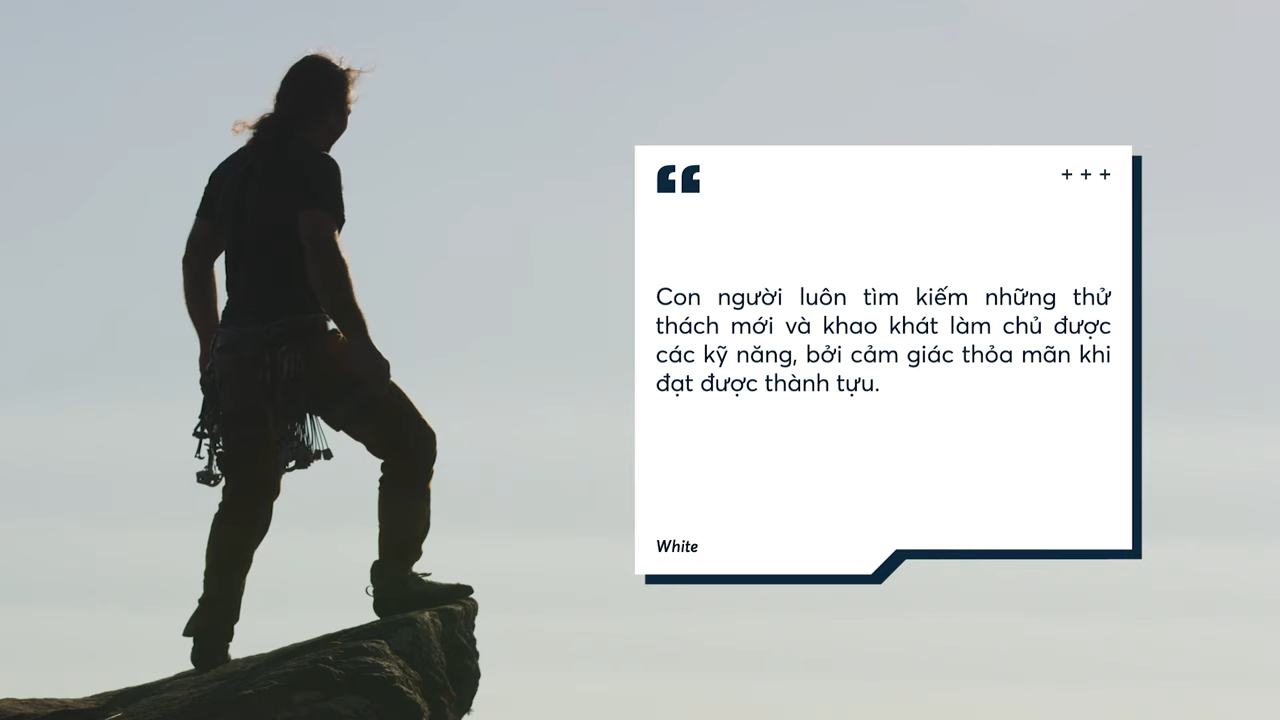 “
+ + +
Con người luôn tìm kiếm những thử
thách mới và khao khát làm chủ được
các kỹ năng, bởi cảm giác thỏa mãn khi
đạt được thành tựu.
White